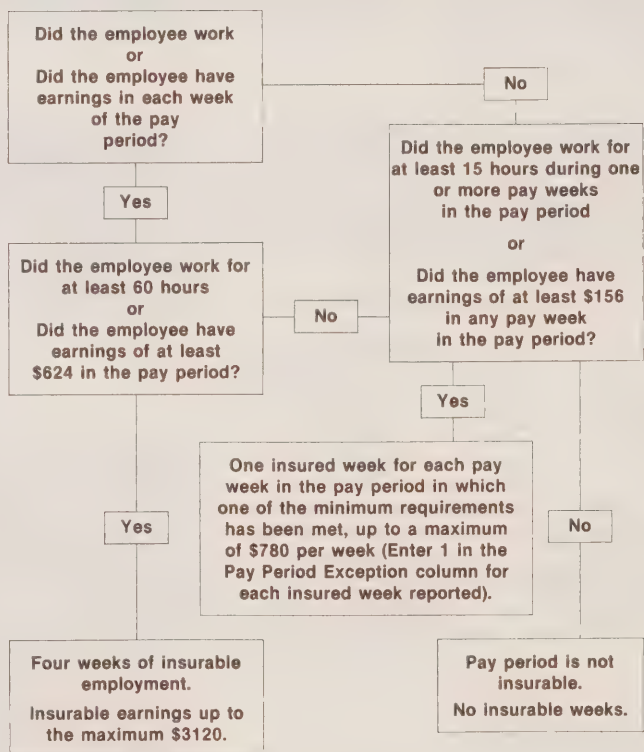 Did the employee work
or
Did the employee have
earnings in each week
of the pay
period?
No
Yes
Did the employee work for
at least 15 hours during one
or more pay weeks
in the pay period
or
Did the employee have
earnings of at least $156
in any pay week
in the pay period?
Did the employee work for
at least 60 hours
or
Did the employee have
earnings of at least
$624 in the pay period?
No
Yes
One insured week for each pay
week in the pay period in which
one of the minimum requirements
has been met, up to a maximum
of $780 per week (Enter 1 in the
Pay Period Exception column for
each insured week reported).
Yes
No
Four weeks of insurable
employment.
Insurable earnings up to
the maximum $3120.
Pay period is not
insurable.
No insurable weeks.